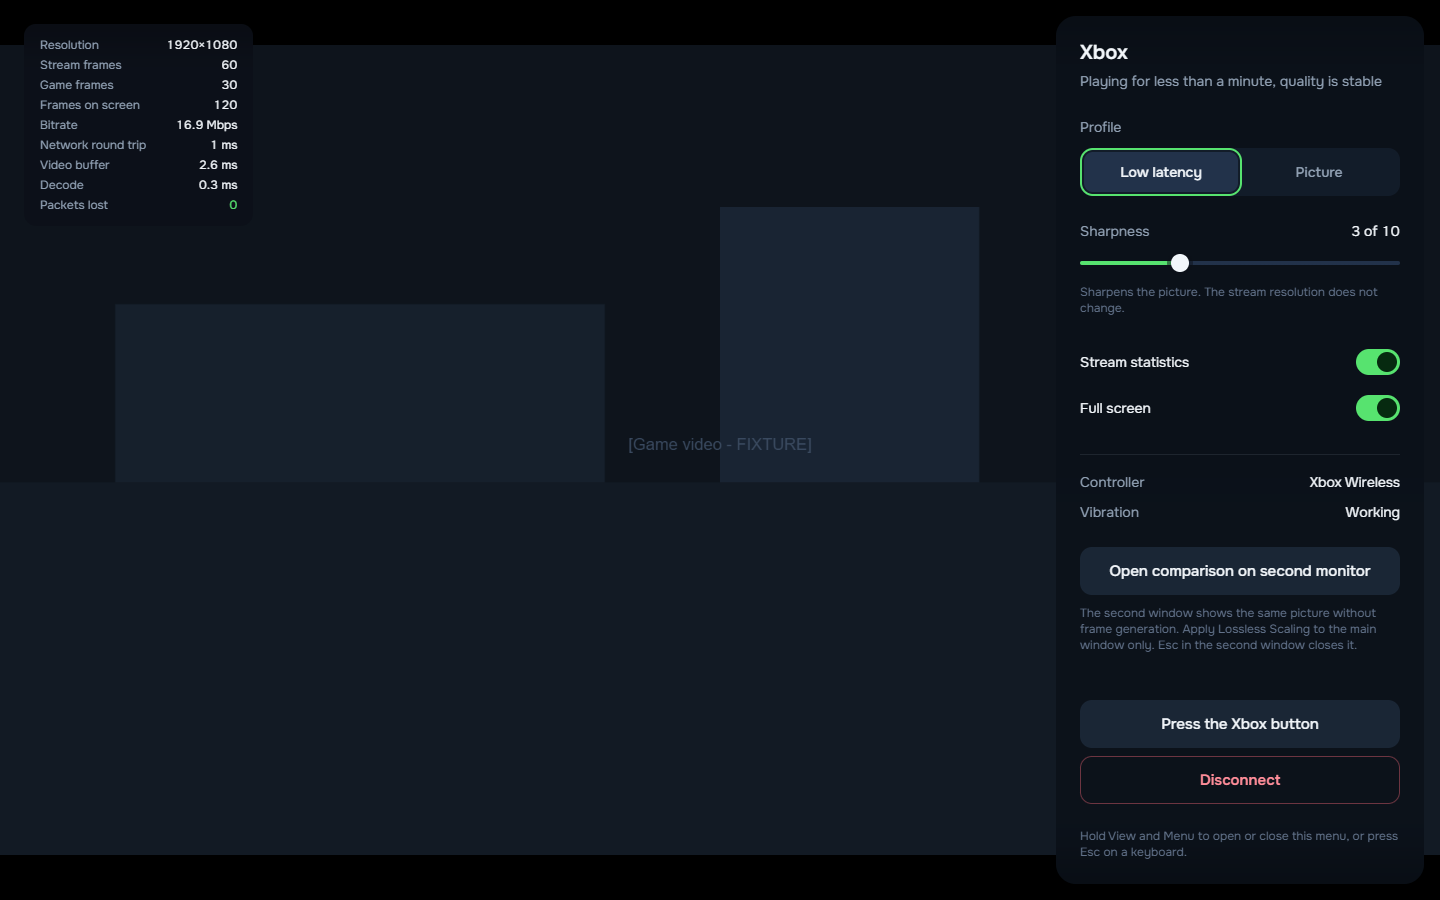 Resolution 1920×1080
Stream frames 60
Game frames 30
Frames on screen 120
Bitrate 16.9 Mbps
Network round trip 1 ms
Video buffer 2.6 ms
Decode 0.3 ms
Packets lost 0
[Game video - FIXTURE]
Xbox
Playing for less than a minute, quality is stable
Profile
Low latency Picture
Sharpness 3 of 10
Sharpens the picture. The stream resolution does not
change.
Stream statistics
Full screen
Controller Xbox Wireless
Vibration Working
Open comparison on second monitor
The second window shows the same picture without
frame generation. Apply Lossless Scaling to the main
window only. Esc in the second window closes it.
Press the Xbox button
Disconnect
Hold View and Menu to open or close this menu, or press
Esc on a keyboard.